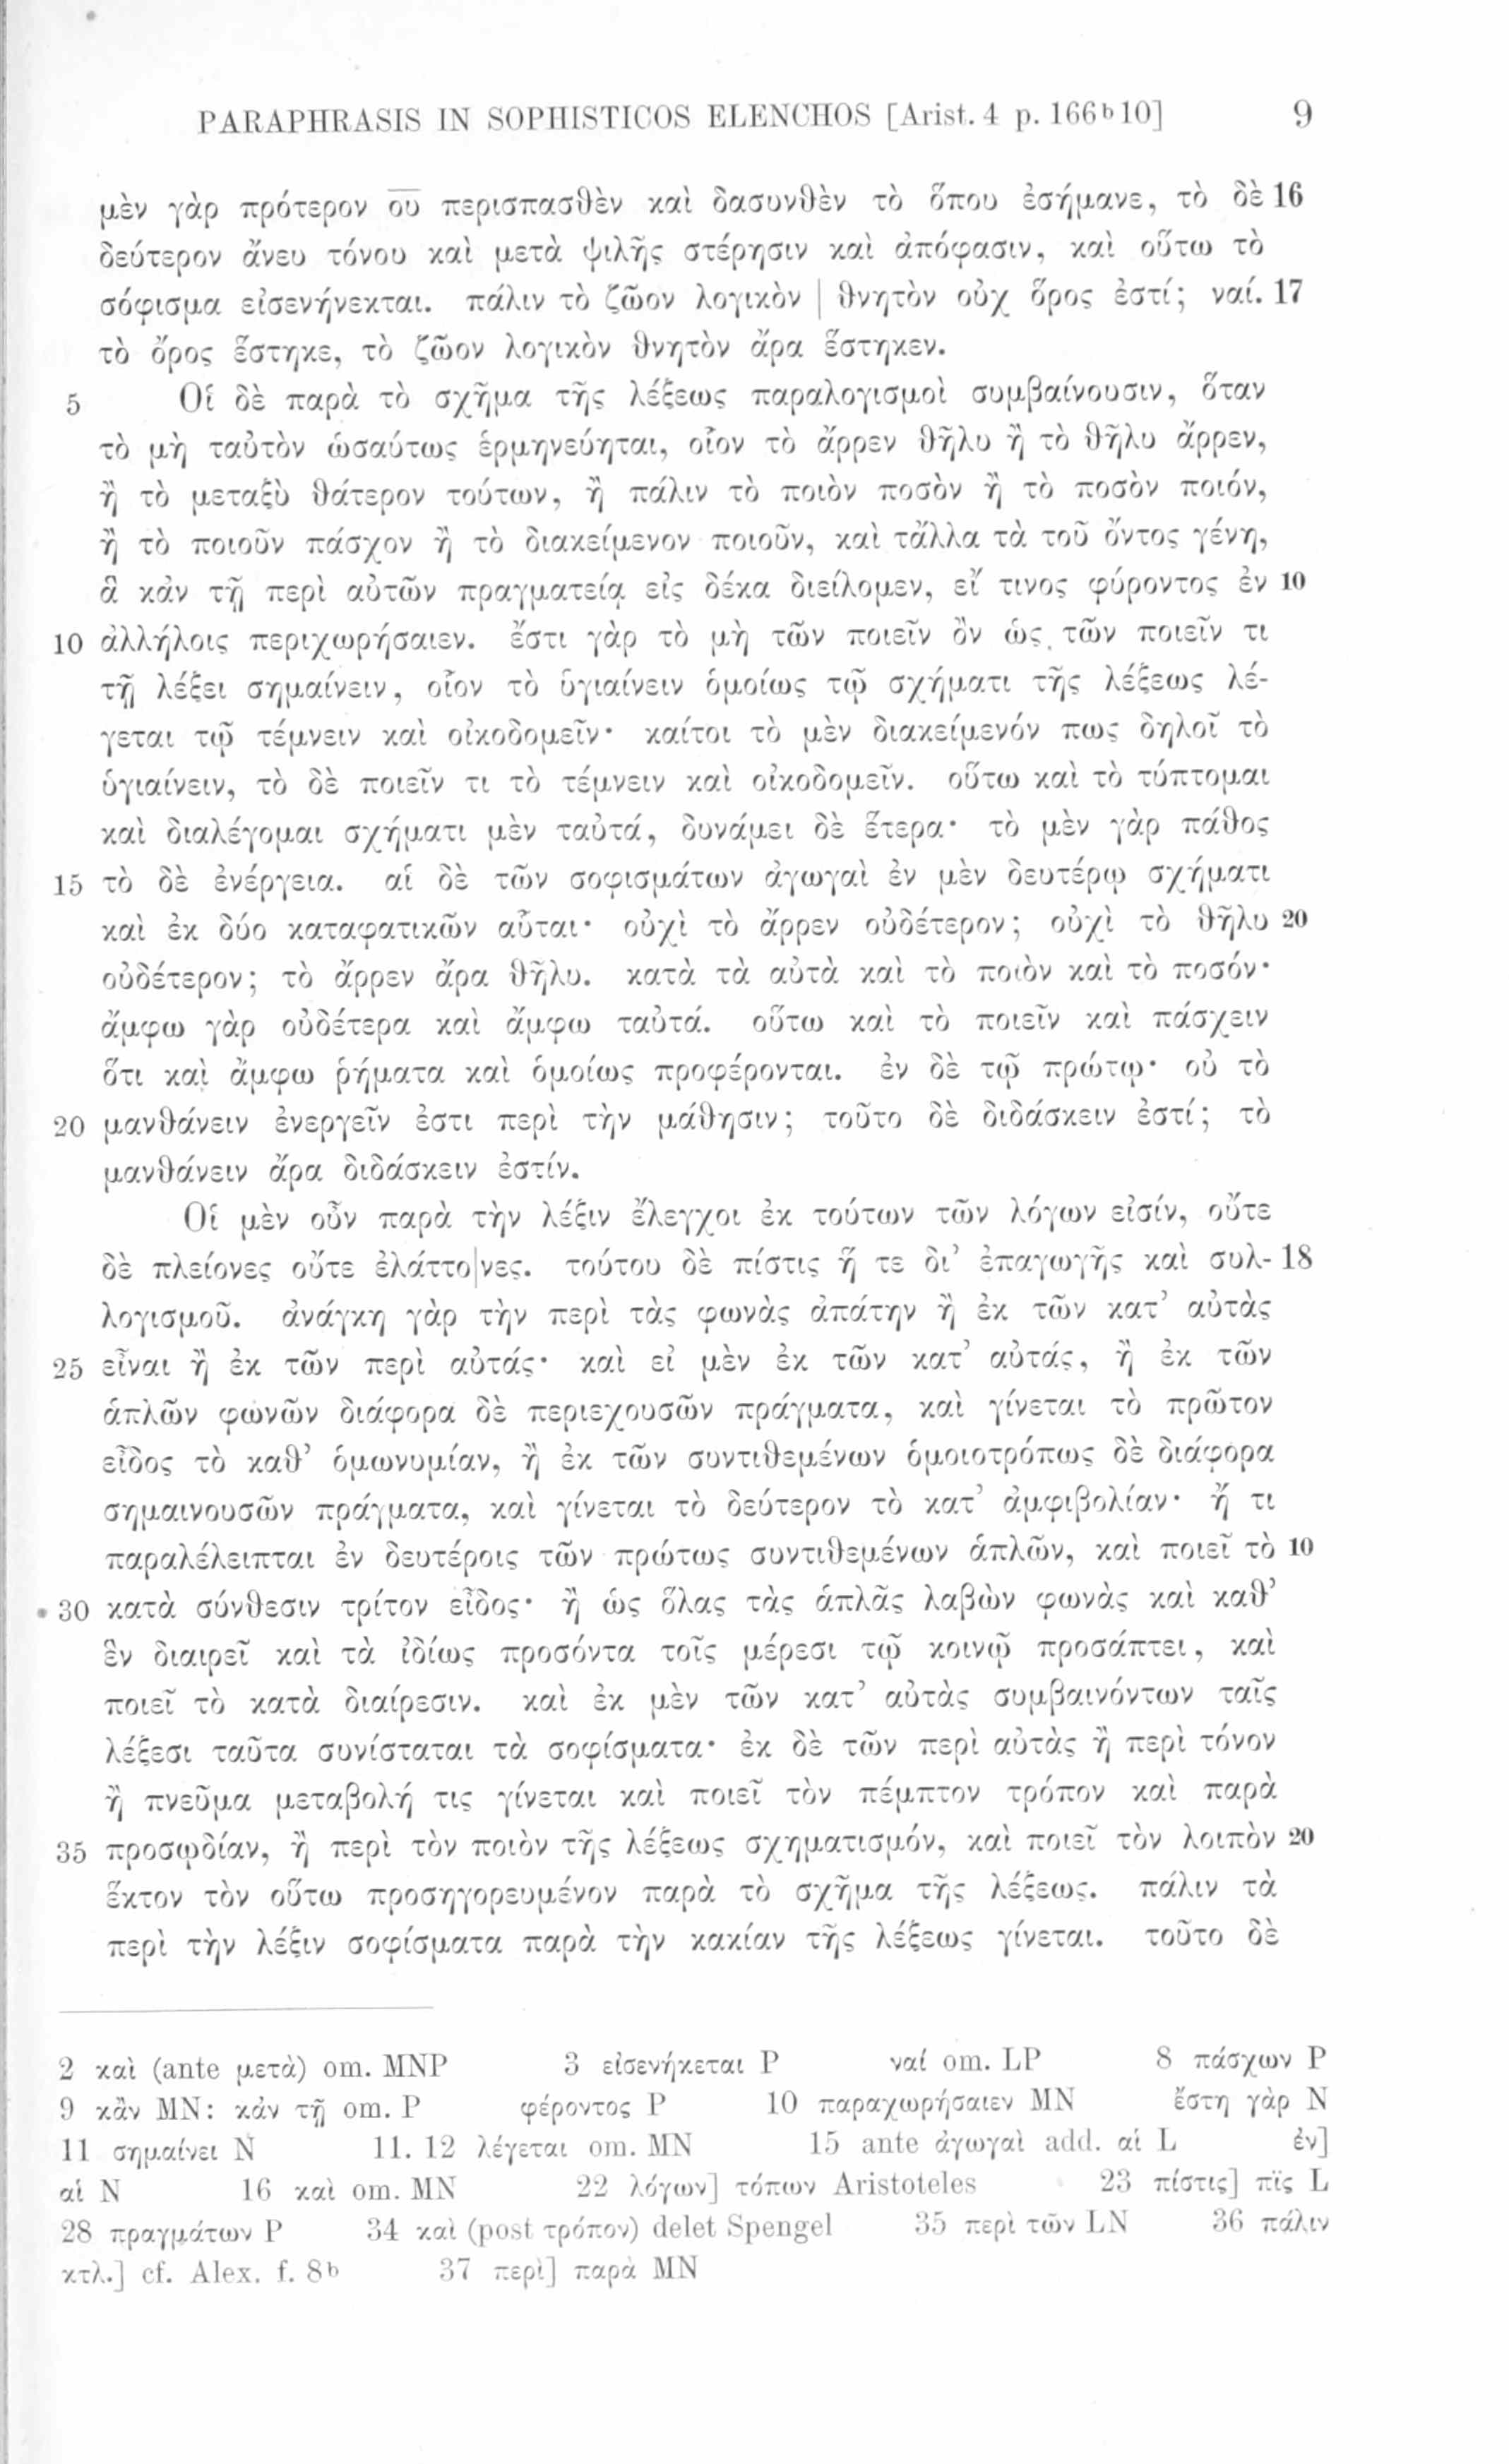 PARAPHRASIS IN SOPHISTICOS ELENCHOS [Arist. 4 p. 166ᵇ10] 9
μὲν γὰρ πρότερον ου περισπασθὲν καὶ δασυνθὲν τὸ ὅπου ἐσήμανε, τὸ δὲ 16
δεύτερον ἄνευ τόνου καὶ μετὰ ψιλῆς στέρησιν καὶ ἀπόφασιν, καὶ οὕτω τὸ
σόφισμα εἰσενήνεκται. πάλιν τὸ ζῶον λογικὸν | θνητὸν οὐχ ὅρος ἐστί; ναί. 17
τὸ ὄρος ἕστηκε, τὸ ζῶον λογικὸν θνητὸν ἄρα ἕστηκεν.
5 Οἱ δὲ παρὰ τὸ σχῆμα τῆς λέξεως παραλογισμοὶ συμβαίνουσιν, ὅταν
τὸ μὴ ταὐτὸν ὡσαύτως ἑρμηνεύηται, οἷον τὸ ἄρρεν θῆλυ ἢ τὸ θῆλυ ἄρρεν,
ἢ τὸ μεταξὺ θάτερον τούτων, ἢ πάλιν τὸ ποιὸν ποσὸν ἢ τὸ ποσὸν ποιόν,
ἢ τὸ ποιοῦν πάσχον ἢ τὸ διακείμενον ποιοῦν, καὶ τἄλλα τὰ τοῦ ὄντος γένη,
ἃ κἀν τῇ περὶ αὐτῶν πραγματείᾳ εἰς δέκα διείλομεν, εἴ τινος φύροντος ἐν 10
10 ἀλλήλοις περιχωρήσαιεν. ἔστι γὰρ τὸ μὴ τῶν ποιεῖν ὂν ὡς τῶν ποιεῖν τι
τῇ λέξει σημαίνειν, οἷον τὸ ὑγιαίνειν ὁμοίως τῷ σχήματι τῆς λέξεως λέ-
γεται τῷ τέμνειν καὶ οἰκοδομεῖν· καίτοι τὸ μὲν διακείμενόν πως δηλοῖ τὸ
ὑγιαίνειν, τὸ δὲ ποιεῖν τι τὸ τέμνειν καὶ οἰκοδομεῖν. οὕτω καὶ τὸ τύπτομαι
καὶ διαλέγομαι σχήματι μὲν ταὐτά, δυνάμει δὲ ἕτερα· τὸ μὲν γὰρ πάθος
15 τὸ δὲ ἐνέργεια. αἱ δὲ τῶν σοφισμάτων ἀγωγαὶ ἐν μὲν δευτέρῳ σχήματι
καὶ ἐκ δύο καταφατικῶν αὗται· οὐχὶ τὸ ἄρρεν οὐδέτερον; οὐχὶ τὸ θῆλυ 20
οὐδέτερον; τὸ ἄρρεν ἄρα θῆλυ. κατὰ τὰ αὐτὰ καὶ τὸ ποιὸν καὶ τὸ ποσόν·
ἄμφω γὰρ οὐδέτερα καὶ ἄμφω ταὐτά. οὕτω καὶ τὸ ποιεῖν καὶ πάσχειν
ὅτι καὶ ἄμφω ῥήματα καὶ ὁμοίως προφέρονται. ἐν δὲ τῷ πρώτῳ· οὐ τὸ
20 μανθάνειν ἐνεργεῖν ἐστι περὶ τὴν μάθησιν; τοῦτο δὲ διδάσκειν ἐστί; τὸ
μανθάνειν ἄρα διδάσκειν ἐστίν.
Οἱ μὲν οὖν παρὰ τὴν λέξιν ἔλεγχοι ἐκ τούτων τῶν λόγων εἰσίν, οὔτε
δὲ πλείονες οὔτε ἐλάττο|νες. τούτου δὲ πίστις ἥ τε δι’ ἐπαγωγῆς καὶ συλ- 18
λογισμοῦ. ἀνάγκη γὰρ τὴν περὶ τὰς φωνὰς ἀπάτην ἢ ἐκ τῶν κατ’ αὐτὰς
25 εἶναι ἢ ἐκ τῶν περὶ αὐτάς· καὶ εἰ μὲν ἐκ τῶν κατ’ αὐτάς, ἢ ἐκ τῶν
ἁπλῶν φωνῶν διάφορα δὲ περιεχουσῶν πράγματα, καὶ γίνεται τὸ πρῶτον
εἶδος τὸ καθ’ ὁμωνυμίαν, ἢ ἐκ τῶν συντιθεμένων ὁμοιοτρόπως δὲ διάφορα
σημαινουσῶν πράγματα, καὶ γίνεται τὸ δεύτερον τὸ κατ’ ἀμφιβολίαν· ἤ τι
παραλέλειπται ἐν δευτέροις τῶν πρώτως συντιθεμένων ἁπλῶν, καὶ ποιεῖ τὸ 10
30 κατὰ σύνθεσιν τρίτον εἶδος· ἢ ὡς ὅλας τὰς ἁπλᾶς λαβὼν φωνὰς καὶ καθ’
ἓν διαιρεῖ καὶ τὰ ἰδίως προσόντα τοῖς μέρεσι τῷ κοινῷ προσάπτει, καὶ
ποιεῖ τὸ κατὰ διαίρεσιν. καὶ ἐκ μὲν τῶν κατ’ αὐτὰς συμβαινόντων ταῖς
λέξεσι ταῦτα συνίσταται τὰ σοφίσματα· ἐκ δὲ τῶν περὶ αὐτὰς ἢ περὶ τόνον
ἢ πνεῦμα μεταβολή τις γίνεται καὶ ποιεῖ τὸν πέμπτον τρόπον καὶ παρὰ
35 προσῳδίαν, ἢ περὶ τὸν ποιὸν τῆς λέξεως σχηματισμόν, καὶ ποιεῖ τὸν λοιπὸν 20
ἕκτον τὸν οὕτω προσηγορευμένον παρὰ τὸ σχῆμα τῆς λέξεως. πάλιν τὰ
περὶ τὴν λέξιν σοφίσματα παρὰ τὴν κακίαν τῆς λέξεως γίνεται. τοῦτο δὲ
2 καὶ (ante μετὰ) om. MNP 3 εἰσενήκεται P ναί om. LP 8 πάσχων P
9 κἂν MN: κἀν τῇ om. P φέροντος P 10 παραχωρήσαιεν MN ἔστη γὰρ N
11 σημαίνει N 11. 12 λέγεται om. MN 15 ante ἀγωγαὶ add. αἱ L ἐν]
αἱ N 16 καὶ om. MN 22 λόγων] τόπων Aristoteles 23 πίστις] πῒς L
28 πραγμάτων P 34 καὶ (post τρόπον) delet Spengel 35 περὶ τῶν LN 36 πάλιν
κτλ.] cf. Alex. f. 8ᵇ 37 περὶ] παρὰ MN